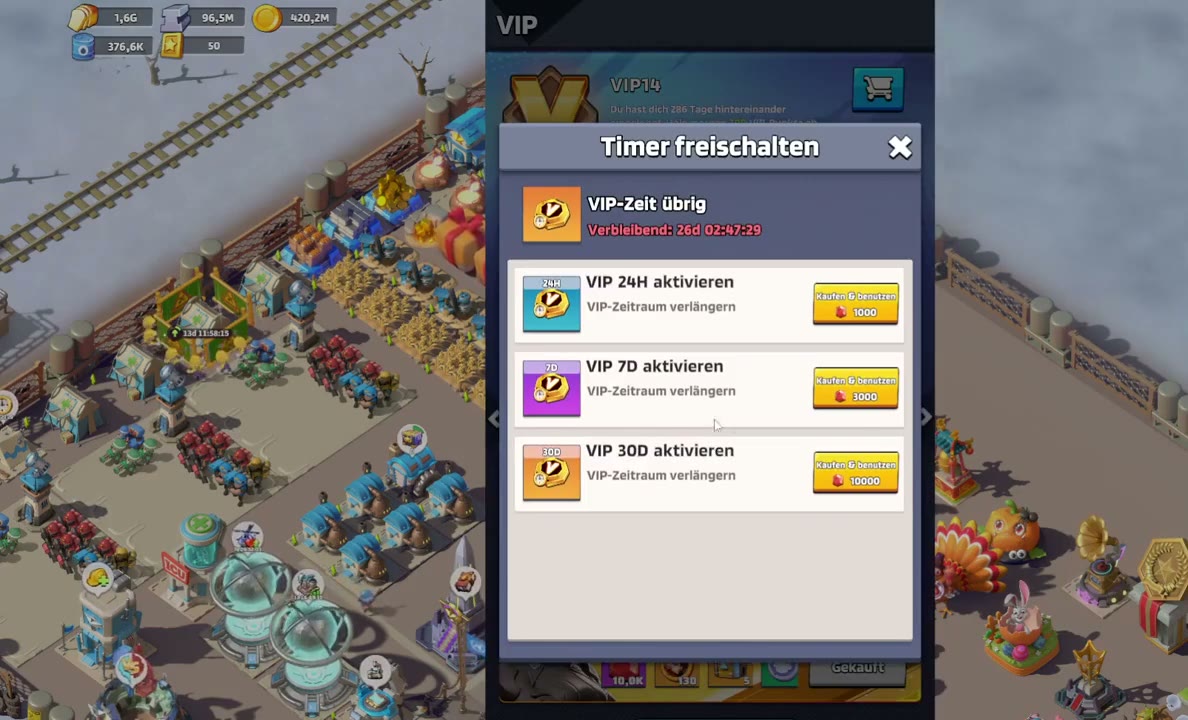 1,6G
96,5M
420,2M
376,6K
50
VIP
VIP14
Du hast dich 286 Tage hintereinander
Timer freischalten
VIP-Zeit übrig
Verbleibend: 26d 02:47:29
24H
VIP 24H aktivieren
VIP-Zeitraum verlängern
Kaufen & benutzen
1000
7D
VIP 7D aktivieren
VIP-Zeitraum verlängern
Kaufen & benutzen
3000
30D
VIP 30D aktivieren
VIP-Zeitraum verlängern
Kaufen & benutzen
10000
13d 11:58:15
ICU
10,0K
130
5
Gekauft